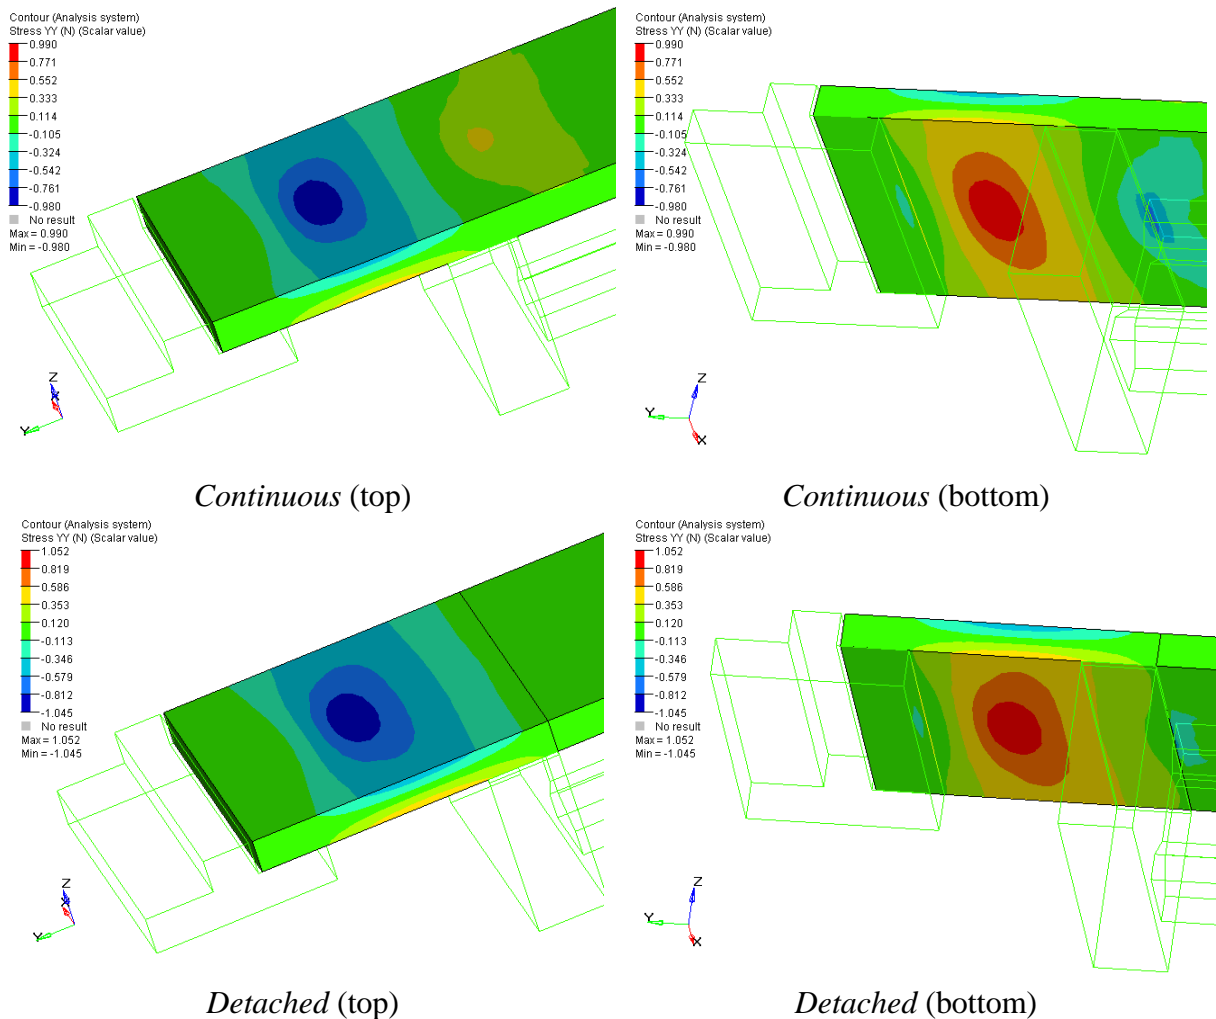 Contour (Analysis system)
Stress YY (N) (Scalar value)
0.990
0.771
0.552
0.333
0.114
-0.105
-0.324
-0.542
-0.761
-0.980
No result
Max = 0.990
Min = -0.980
Z
X
Y
Contour (Analysis system)
Stress YY (N) (Scalar value)
0.990
0.771
0.552
0.333
0.114
-0.105
-0.324
-0.542
-0.761
-0.980
No result
Max = 0.990
Min = -0.980
Z
Y
X
Continuous (top)
Continuous (bottom)
Contour (Analysis system)
Stress YY (N) (Scalar value)
1.052
0.819
0.586
0.353
0.120
-0.113
-0.346
-0.579
-0.812
-1.045
No result
Max = 1.052
Min = -1.045
Z
X
Y
Contour (Analysis system)
Stress YY (N) (Scalar value)
1.052
0.819
0.586
0.353
0.120
-0.113
-0.346
-0.579
-0.812
-1.045
No result
Max = 1.052
Min = -1.045
Z
Y
X
Detached (top)
Detached (bottom)